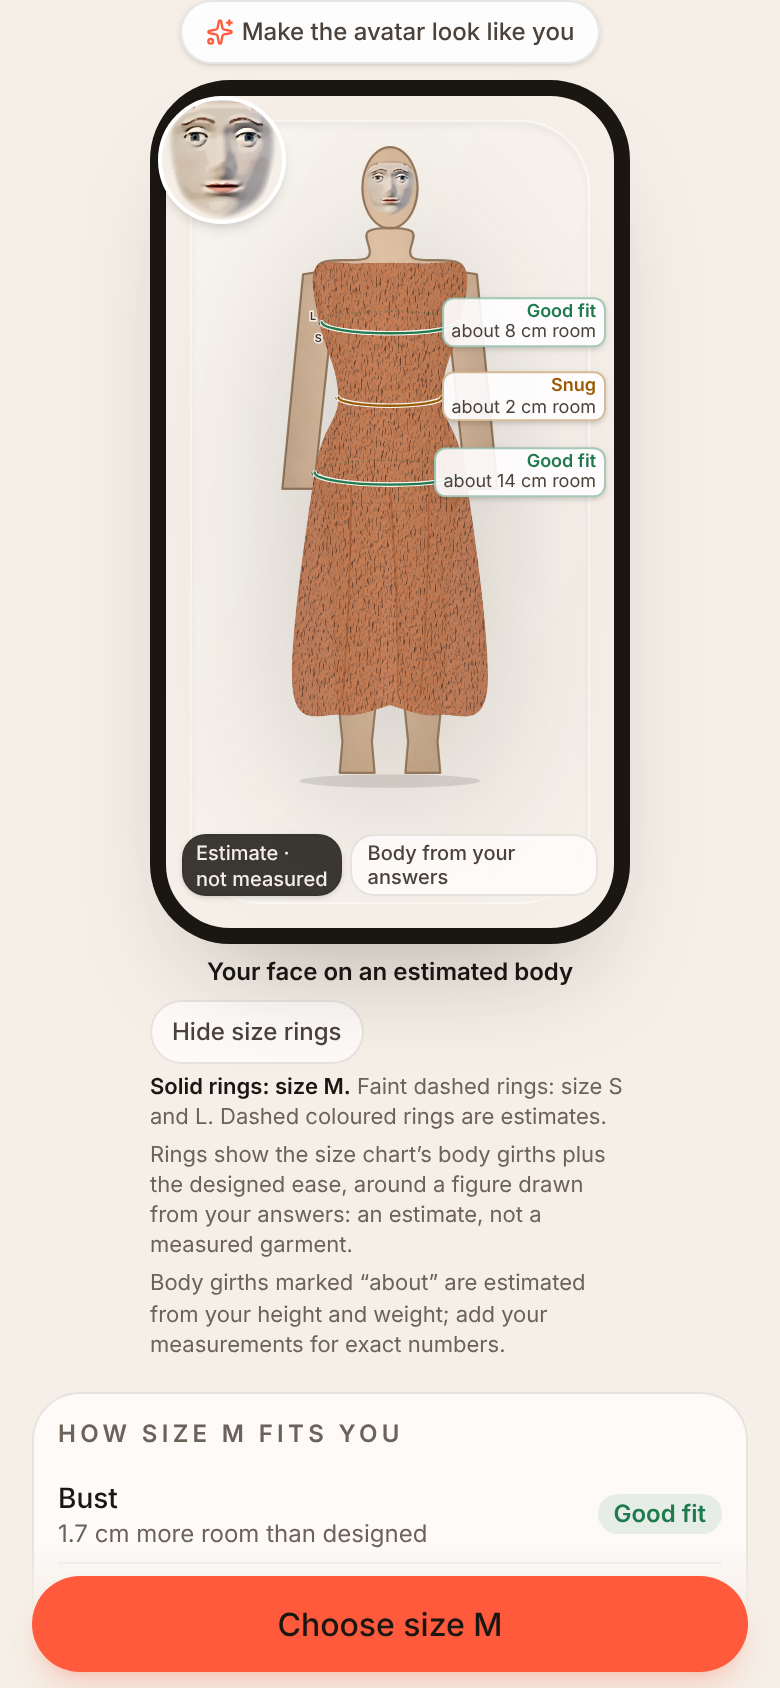 Make the avatar look like you
Good fit
about 8 cm room
L
S
Snug
about 2 cm room
Good fit
about 14 cm room
Estimate ·
not measured
Body from your
answers
Your face on an estimated body
Hide size rings
Solid rings: size M. Faint dashed rings: size S
and L. Dashed coloured rings are estimates.
Rings show the size chart’s body girths plus
the designed ease, around a figure drawn
from your answers: an estimate, not a
measured garment.
Body girths marked “about” are estimated
from your height and weight; add your
measurements for exact numbers.
HOW SIZE M FITS YOU
Bust
Good fit
1.7 cm more room than designed
Choose size M